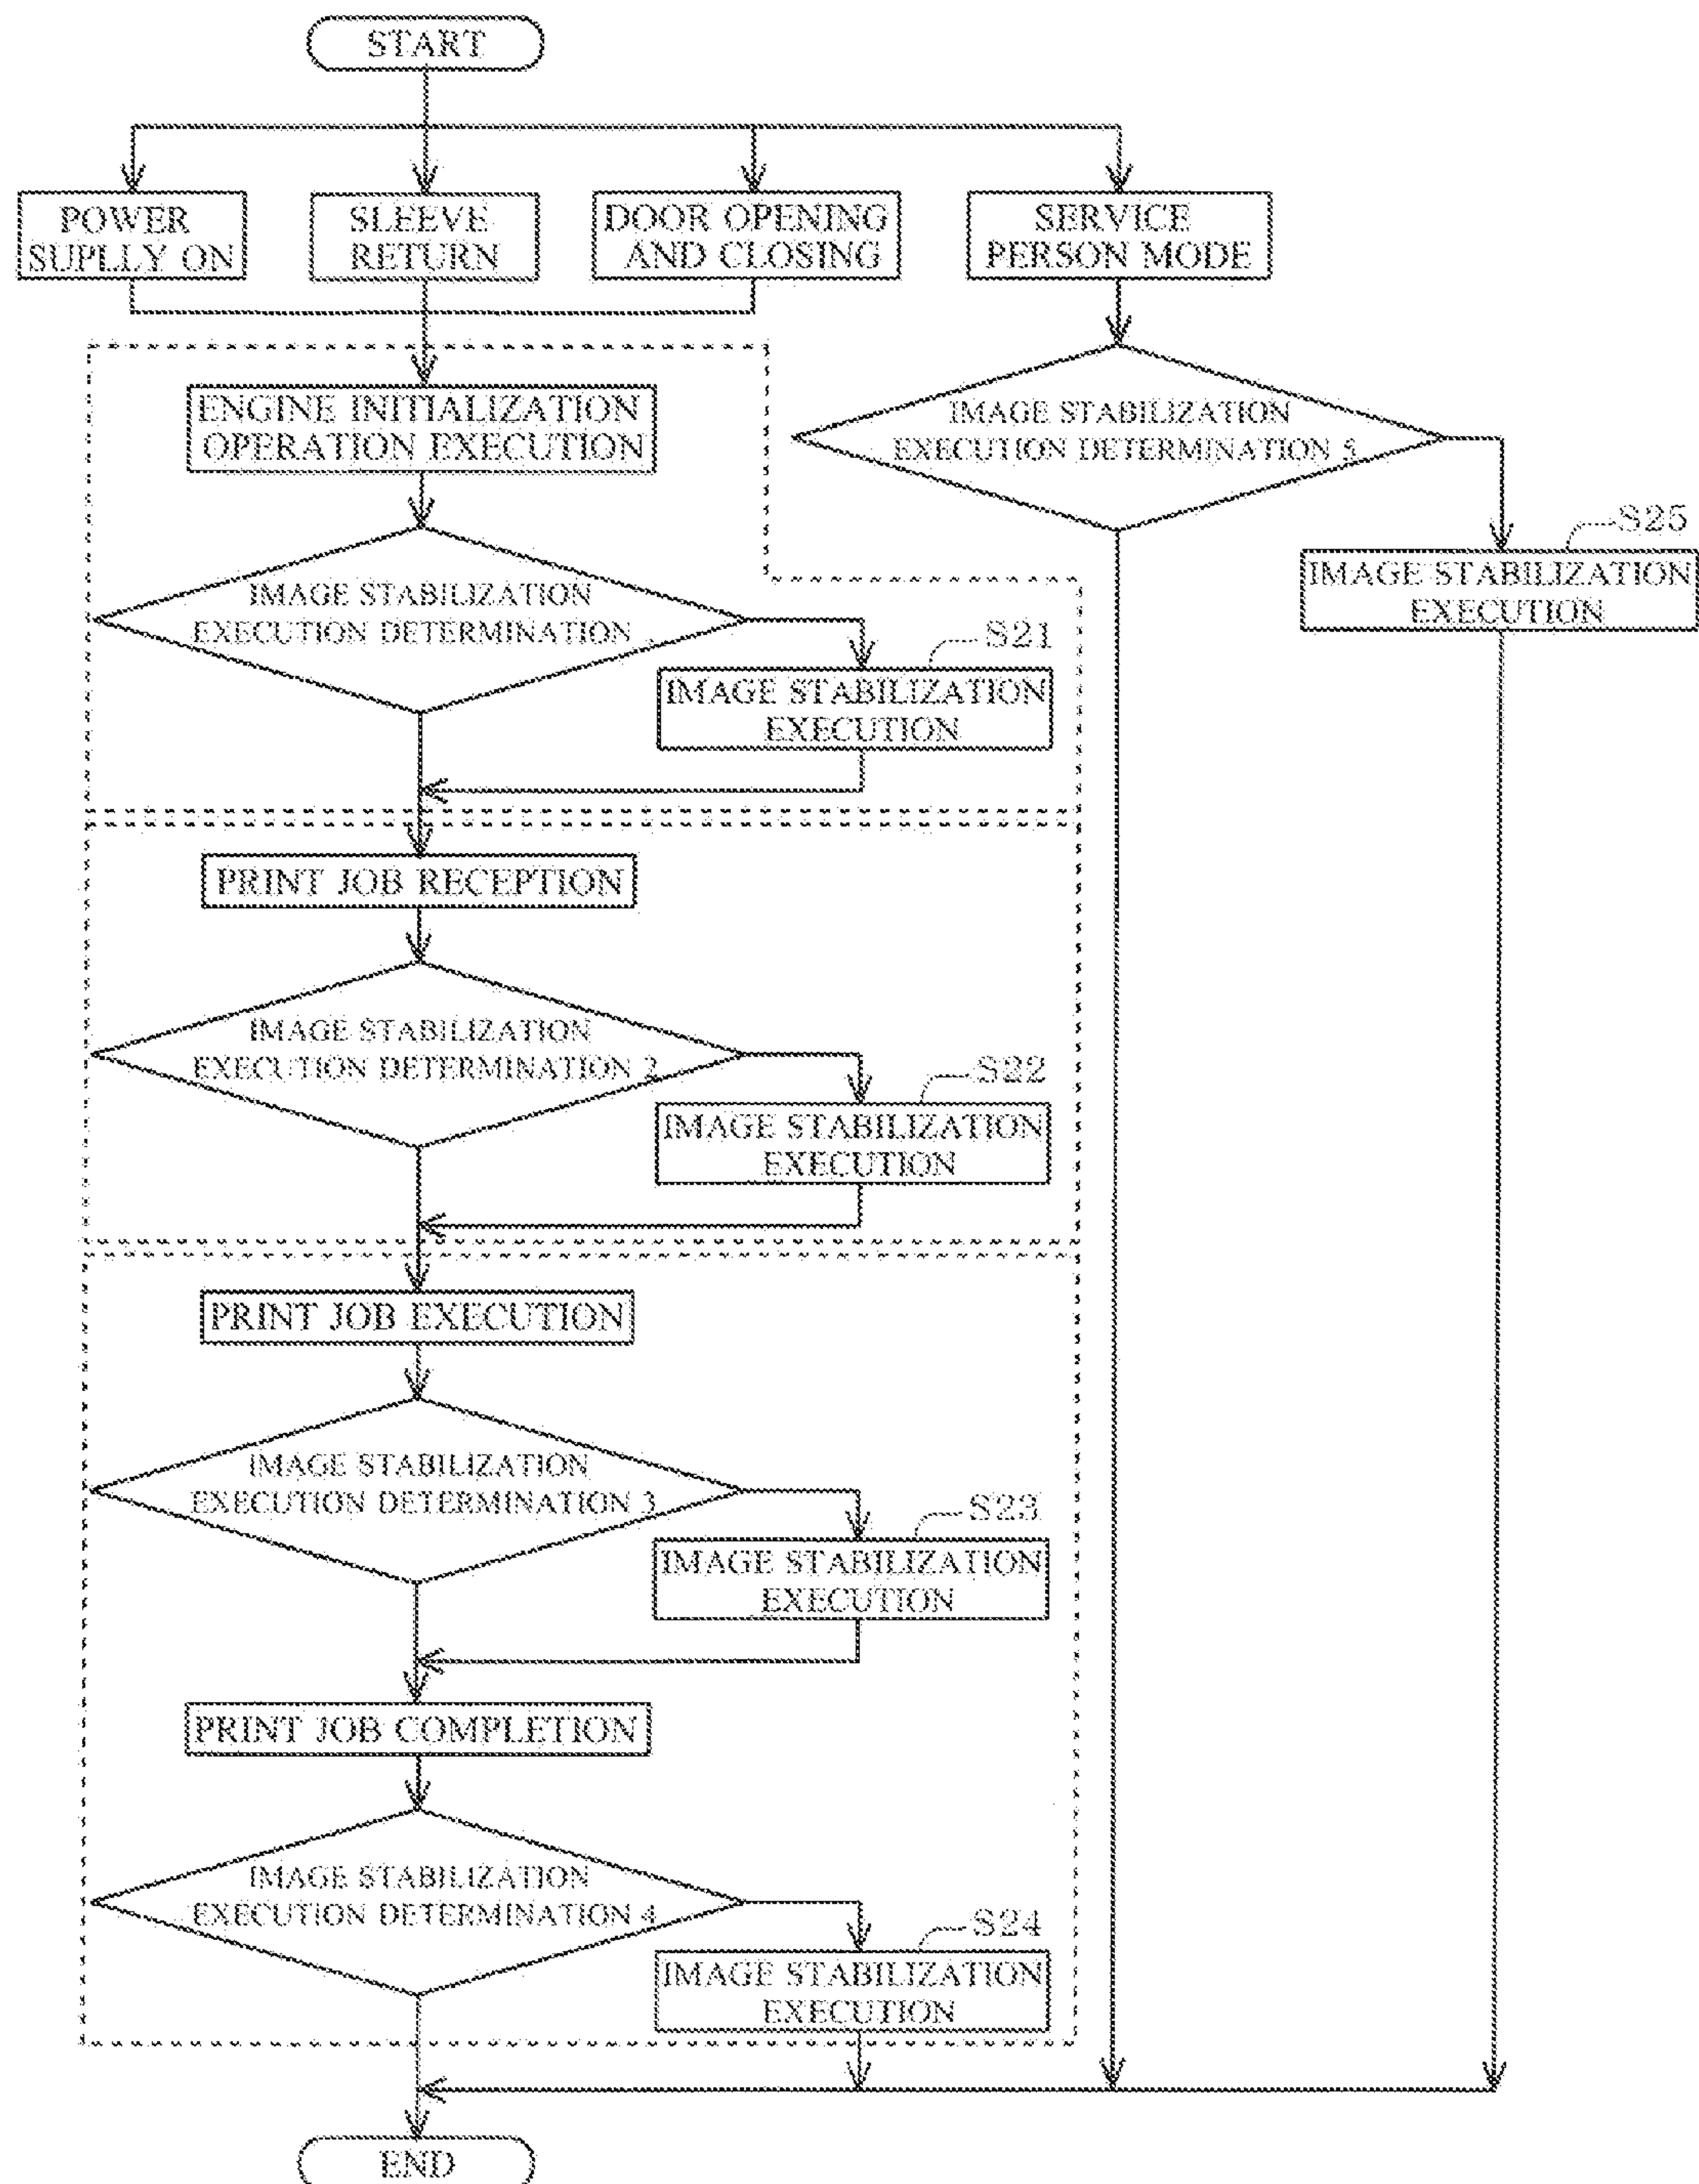 START
POWER
SUPLLY ON
SLEEVE
RETURN
DOOR OPENING
AND CLOSING
SERVICE
PERSON MODE
ENGINE INITIALIZATION
OPERATION EXECUTION
IMAGE STABILIZATION
EXECUTION DETERMINATION 5
S25
IMAGE STABILIZATION
EXECUTION
IMAGE STABILIZATION
EXECUTION DETERMINATION
S21
IMAGE STABILIZATION
EXECUTION
PRINT JOB RECEPTION
IMAGE STABILIZATION
EXECUTION DETERMINATION 2
S22
IMAGE STABILIZATION
EXECUTION
PRINT JOB EXECUTION
IMAGE STABILIZATION
EXECUTION DETERMINATION 3
S23
IMAGE STABILIZATION
EXECUTION
PRINT JOB COMPLETION
IMAGE STABILIZATION
EXECUTION DETERMINATION 4
S24
IMAGE STABILIZATION
EXECUTION
END